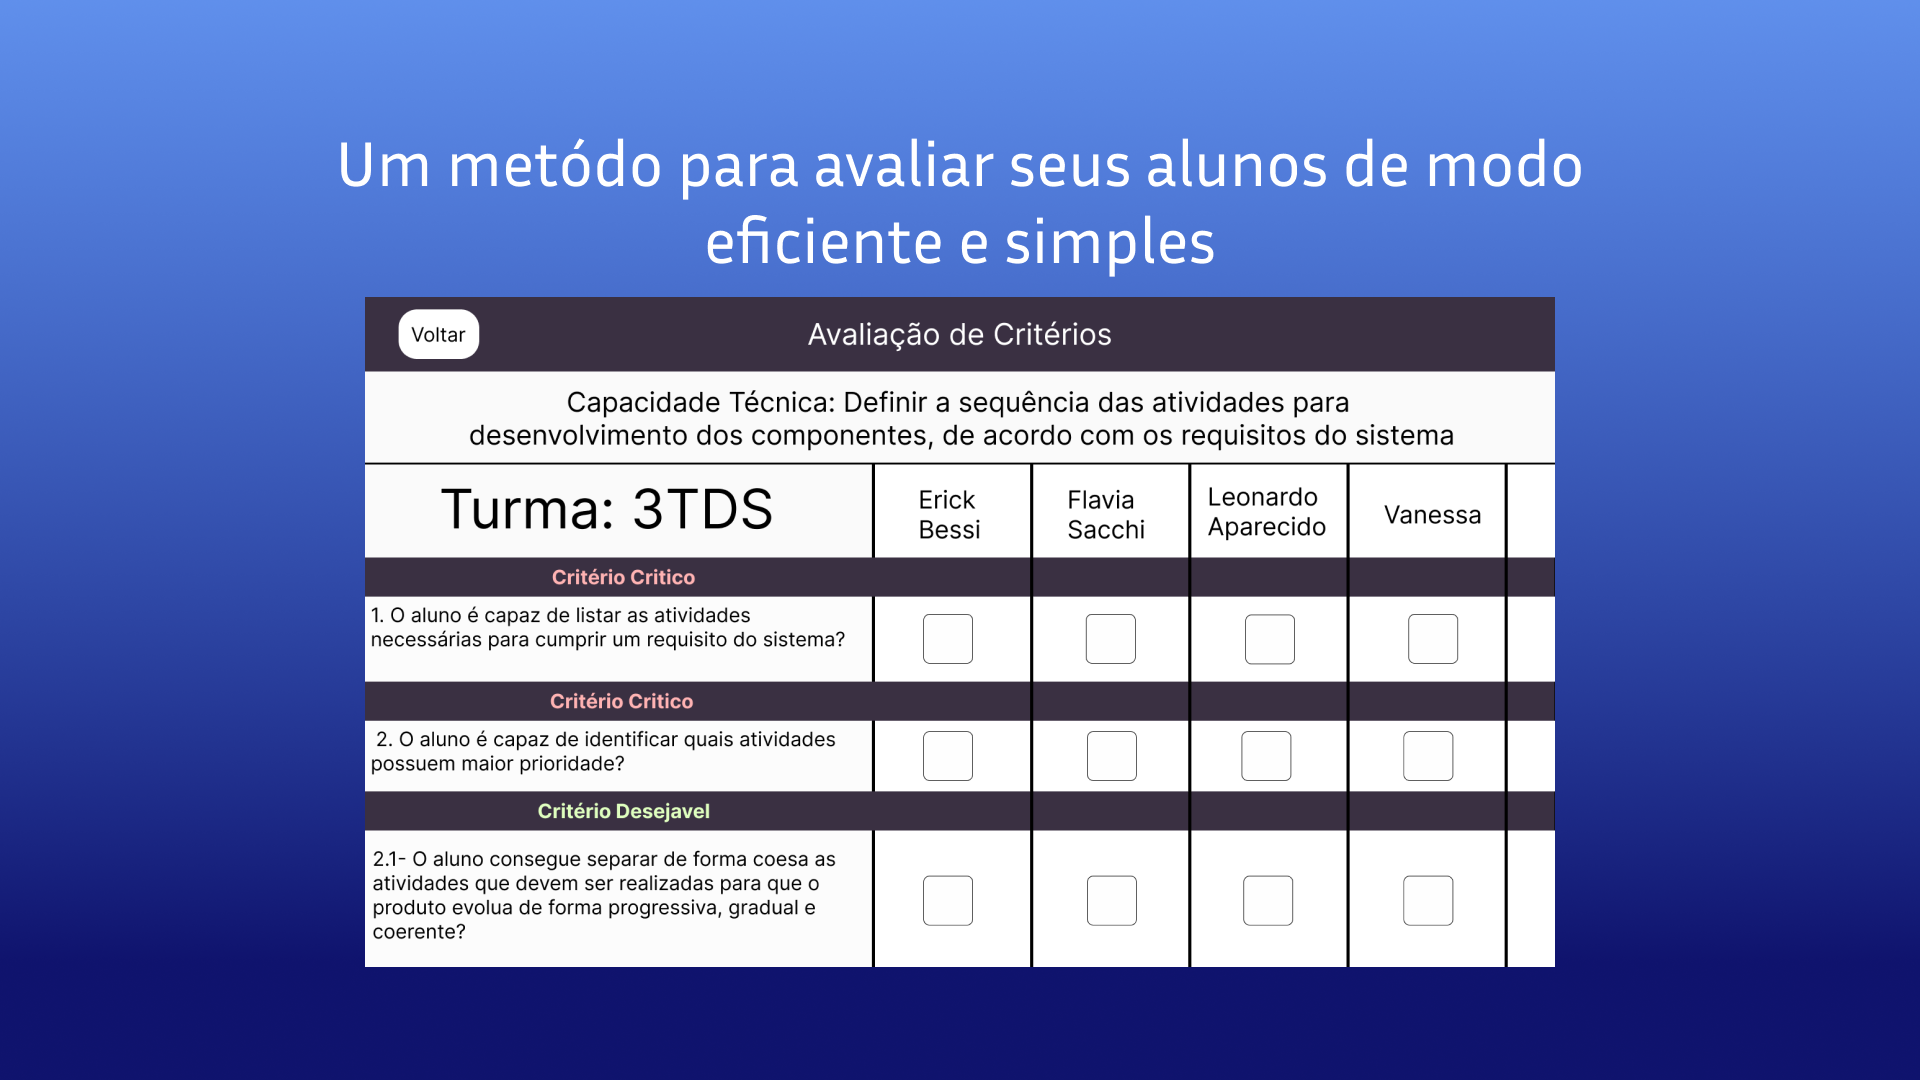 Um metódo para avaliar seus alunos de modo
eficiente e simples
Voltar
Avaliação de Critérios
Capacidade Técnica: Definir a sequência das atividades para
desenvolvimento dos componentes, de acordo com os requisitos do sistema
Turma: 3TDS
Erick
Bessi
Flavia
Sacchi
Leonardo
Aparecido
Vanessa
Critério Critico
1. O aluno é capaz de listar as atividades
necessárias para cumprir um requisito do sistema?
Critério Critico
2. O aluno é capaz de identificar quais atividades
possuem maior prioridade?
Critério Desejavel
2.1- O aluno consegue separar de forma coesa as
atividades que devem ser realizadas para que o
produto evolua de forma progressiva, gradual e
coerente?